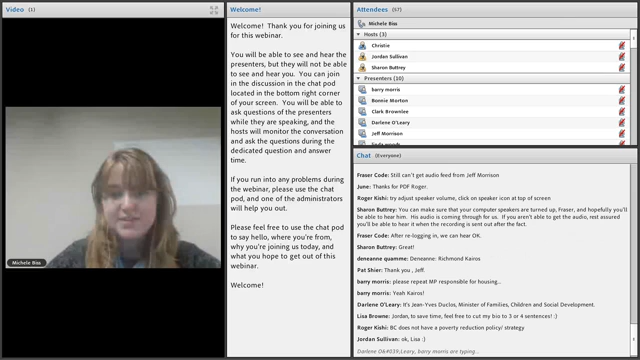 Video (1)
Michele Biss
Welcome!
Welcome! Thank you for joining us
for this webinar.
You will be able to see and hear the
presenters, but they will not be able
to see and hear you. You can join
in the discussion in the chat pod
located in the bottom right corner
of your screen. You will be able to
ask questions of the presenters
while they are speaking, and the
hosts will monitor the conversation
and ask the questions during the
dedicated question and answer
time.
If you run into any problems during
the webinar, please use the chat
pod, and one of the administrators
will help you out.
Please feel free to use the chat pod
to say hello, where you're from,
why you're joining us today, and
what you hope to get out of this
webinar.
Welcome!
Attendees (57)
Michele Biss
Hosts (3)
Christie
Jordan Sullivan
Sharon Buttrey
Presenters (10)
barry morris
Bonnie Morton
Clark Brownlee
Darlene O'Leary
Jeff Morrison
Chat (Everyone)
Fraser Code: Still can't get audio feed from Jeff Morrison
June: Thanks for PDF Roger.
Roger Kishi: try adjust speaker volume, click on speaker icon at top of screen
Sharon Buttrey: You can make sure that your computer speakers are turned up, Fraser, and hopefully you'll
be able to hear him. His audio is coming through for us. If you aren't able to get the audio, rest assured
you'll be able to hear it when the recording is sent out after the fact.
Fraser Code: After re-logging in, we can hear OK.
Sharon Buttrey: Great!
deneanne quamme: Deneanne: Richmond Kairos
Pat Shier: Thank you , Jeff.
barry morris: please repeat MP responsible for housing...
barry morris: Yeah Kairos!
Darlene O'Leary: It's Jean-Yves Duclos, Minister of Families, Children and Social Development.
Lisa Browne: Jordan, to save time, feel free to cut my bio to 3 or 4 sentences! :)
Roger Kishi: BC does not have a poverty reduction policy/ strategy
Jordan Sullivan: ok, Lisa :)
Darlene O&#039;Leary, barry morris are typing...